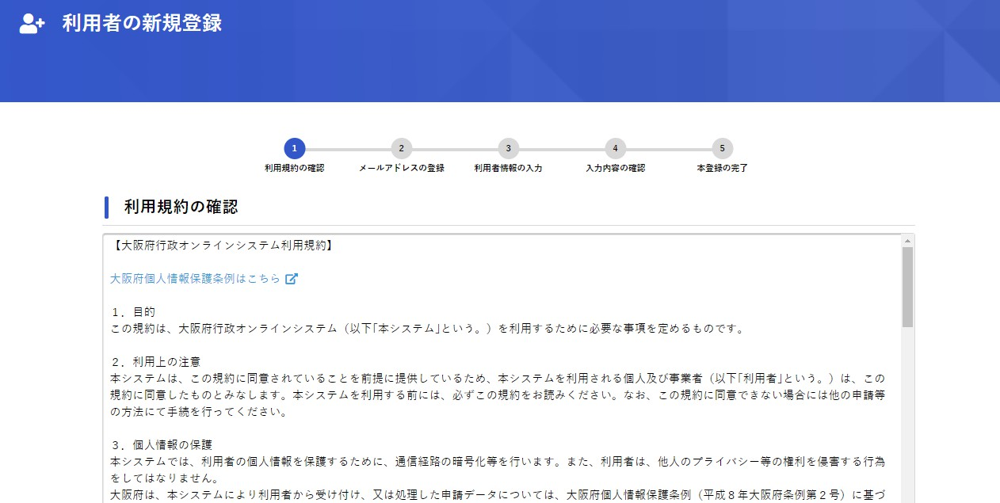 利用者の新規登録
1
2
3
4
5
利用規約の確認
メールアドレスの登録
利用者情報の入力
入力内容の確認
本登録の完了
利用規約の確認
【大阪府行政オンラインシステム利用規約】
大阪府個人情報保護条例はこちら
１．目的
この規約は、大阪府行政オンラインシステム（以下｢本システム｣という。）を利用するために必要な事項を定めるものです。
２．利用上の注意
本システムは、この規約に同意されていることを前提に提供しているため、本システムを利用される個人及び事業者（以下｢利用者｣という。）は、この
規約に同意したものとみなします。本システムを利用する前には、必ずこの規約をお読みください。なお、この規約に同意できない場合には他の申請等
の方法にて手続を行ってください。
３．個人情報の保護
本システムでは、利用者の個人情報を保護するために、通信経路の暗号化等を行います。また、利用者は、他人のプライバシー等の権利を侵害する行為
をしてはなりません。
大阪府は、本システムにより利用者から受け付け、又は処理した申請データについては、大阪府個人情報保護条例（平成８年大阪府条例第２号）に基づ